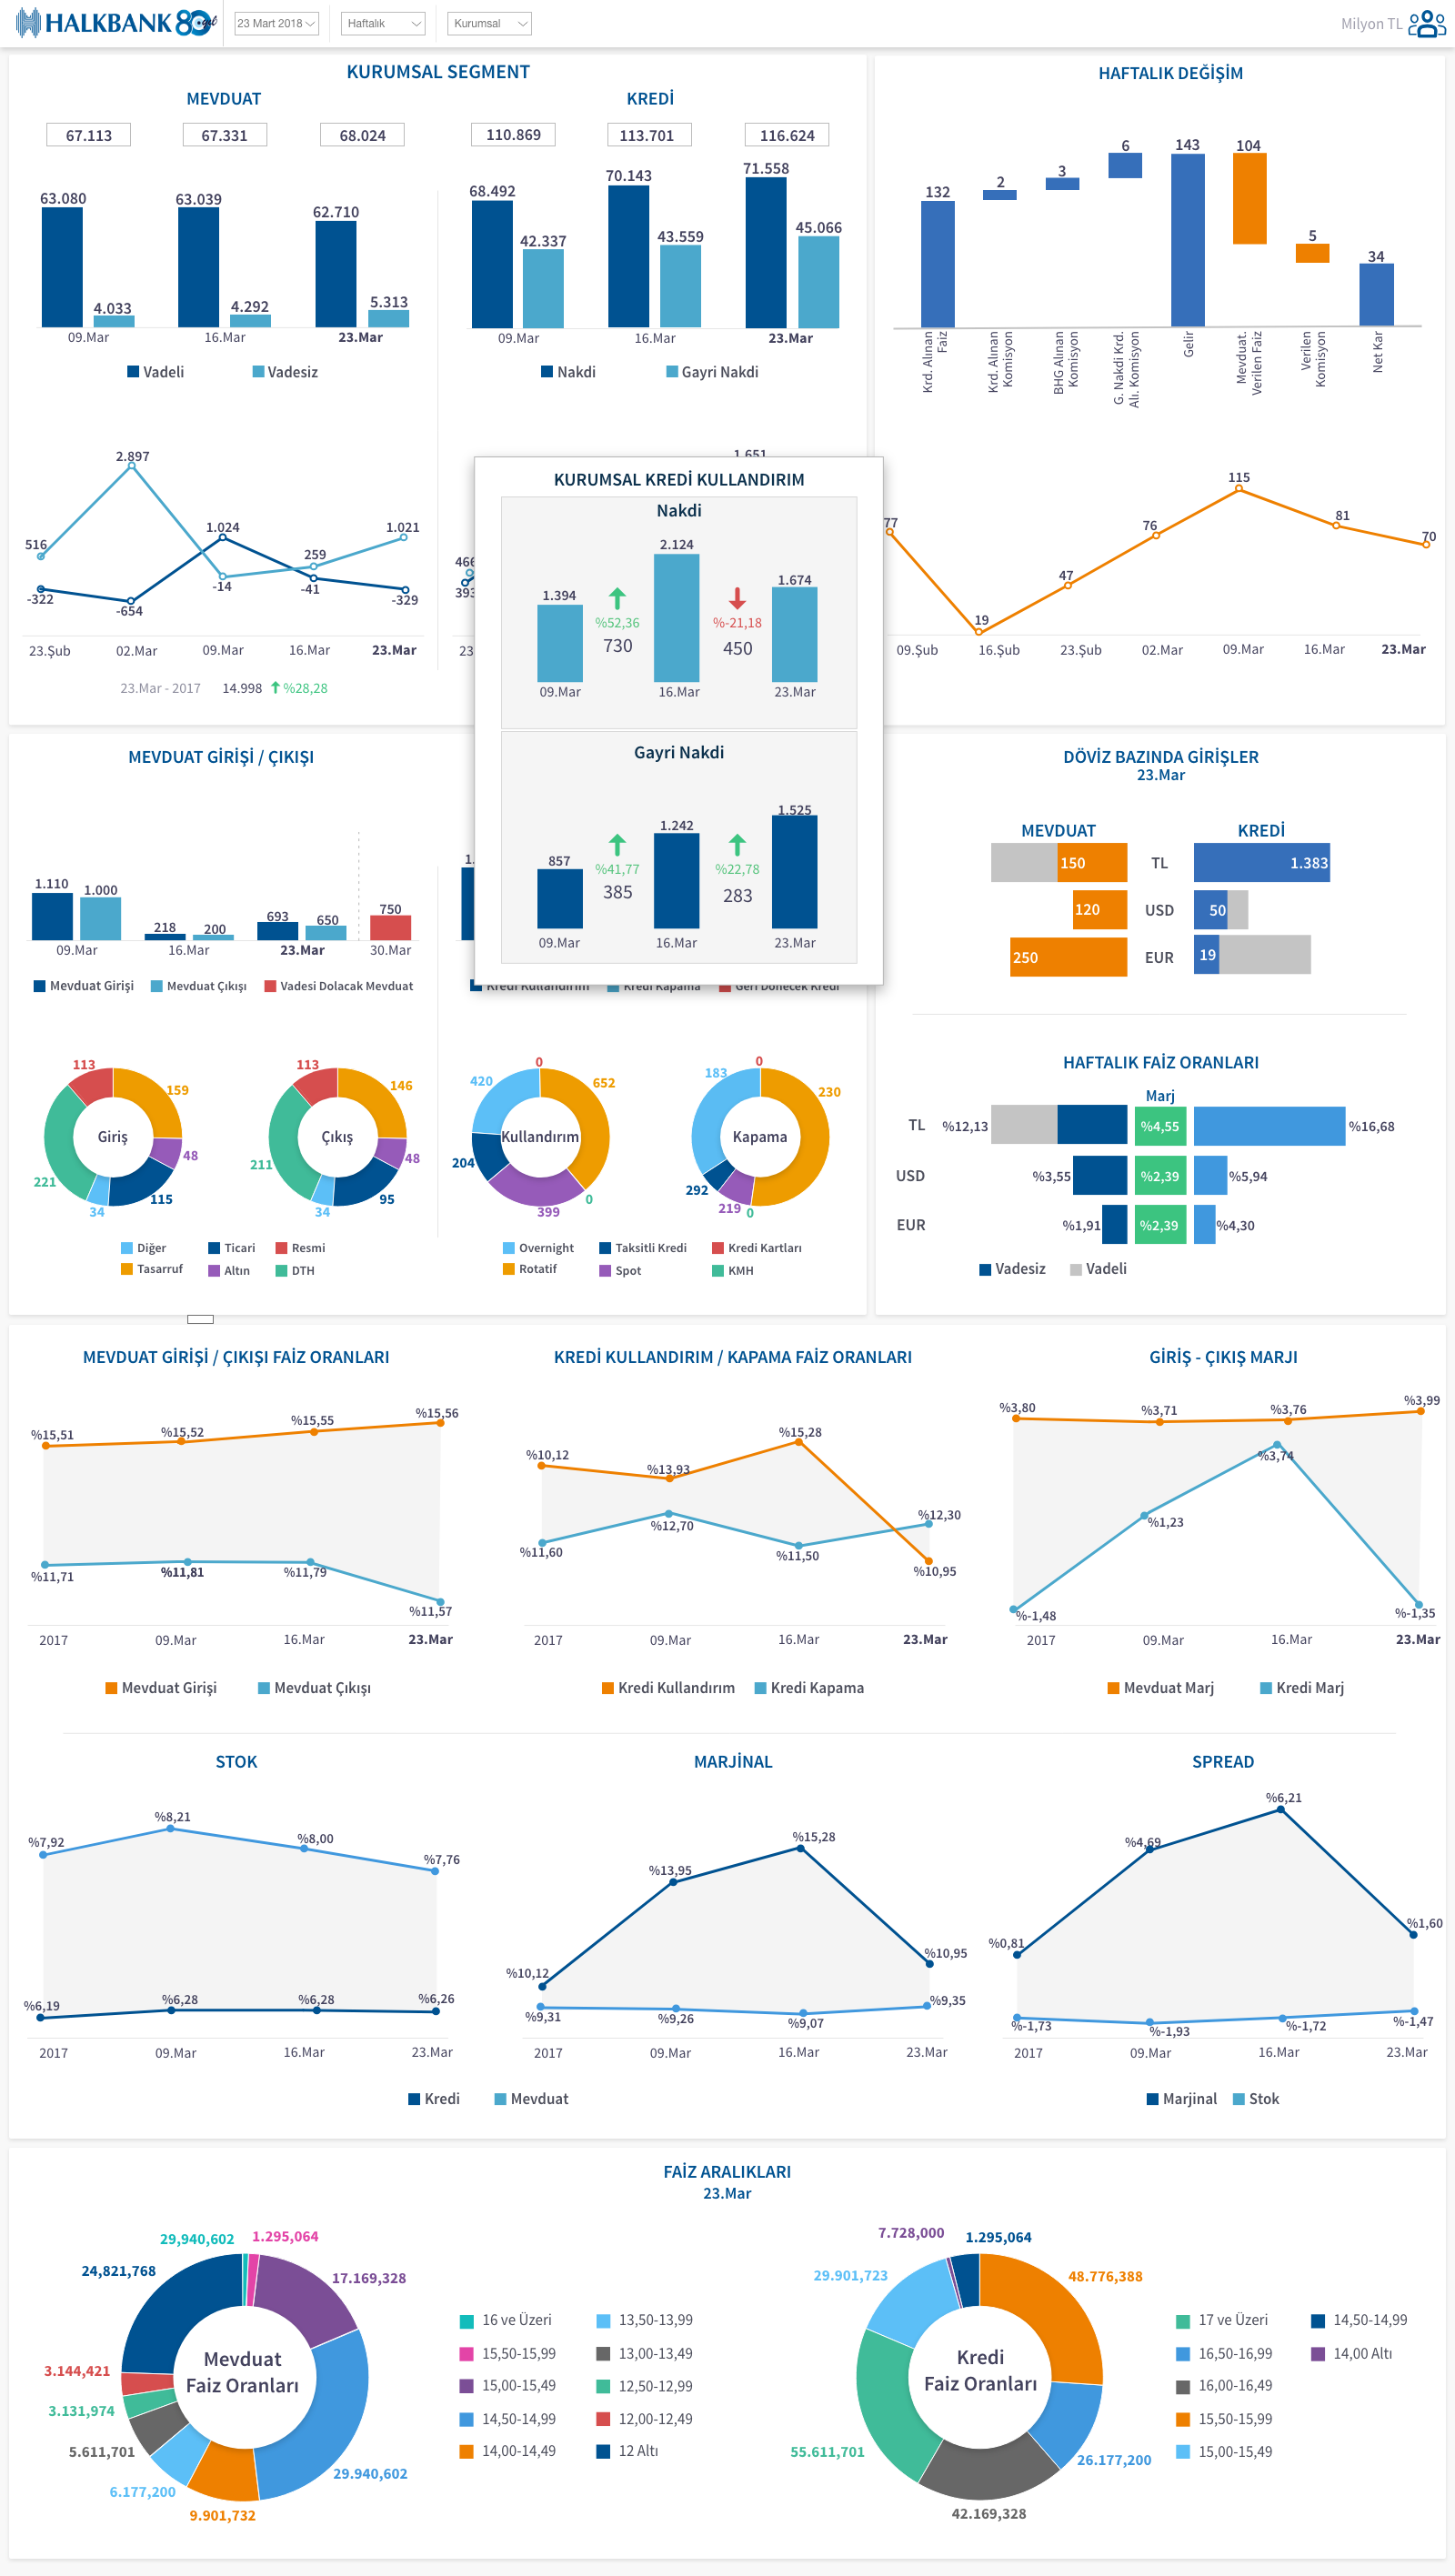 HALKBANK 80.yıl
23 Mart 2018
Haftalık
Kurumsal
Milyon TL
KURUMSAL SEGMENT
MEVDUAT
67.113 67.331 68.024
63.080 4.033 63.039 4.292 62.710 5.313
09.Mar 16.Mar 23.Mar
Vadeli Vadesiz
KREDİ
110.869 113.701 116.624
68.492 42.337 70.143 43.559 71.558 45.066
09.Mar 16.Mar 23.Mar
Nakdi Gayri Nakdi
516 2.897 1.024 259 1.021
-322 -654 -14 -41 -329
23.Şub 02.Mar 09.Mar 16.Mar 23.Mar
23.Mar - 2017 14.998 %28,28
1.651
466
393
23
HAFTALIK DEĞİŞİM
132 2 3 6 143 104 5 34
Krd. Alınan
Faiz
Krd. Alınan
Komisyon
BHG Alınan
Komisyon
G. Nakdi Krd.
Alı. Komisyon
Gelir
Mevduat.
Verilen Faiz
Verilen
Komisyon
Net Kar
77 19 47 76 115 81 70
09.Şub 16.Şub 23.Şub 02.Mar 09.Mar 16.Mar 23.Mar
KURUMSAL KREDİ KULLANDIRIM
Nakdi
1.394 2.124 1.674
%52,36 %-21,18
730 450
09.Mar 16.Mar 23.Mar
Gayri Nakdi
857 1.242 1.525
%41,77 %22,78
385 283
09.Mar 16.Mar 23.Mar
MEVDUAT GİRİŞİ / ÇIKIŞI
1.110 1.000 218 200 693 650 750
09.Mar 16.Mar 23.Mar 30.Mar
Mevduat Girişi Mevduat Çıkışı Vadesi Dolacak Mevduat
1.
Kredi Kullandırım Kredi Kapama Geri Dönecek Kredi
Giriş
113 159 48 115 34 221
Çıkış
113 146 48 95 34 211
Diğer Ticari Resmi
Tasarruf Altın DTH
Kullandırım
0 652 0 399 204 420
Kapama
0 230 0 219 292 183
Overnight Taksitli Kredi Kredi Kartları
Rotatif Spot KMH
DÖVİZ BAZINDA GİRİŞLER
23.Mar
MEVDUAT KREDİ
150 TL 1.383
120 USD 50
250 EUR 19
HAFTALIK FAİZ ORANLARI
Marj
TL %12,13 %4,55 %16,68
USD %3,55 %2,39 %5,94
EUR %1,91 %2,39 %4,30
Vadesiz Vadeli
MEVDUAT GİRİŞİ / ÇIKIŞI FAİZ ORANLARI
%15,51 %15,52 %15,55 %15,56
%11,71 %11,81 %11,79 %11,57
2017 09.Mar 16.Mar 23.Mar
Mevduat Girişi Mevduat Çıkışı
KREDİ KULLANDIRIM / KAPAMA FAİZ ORANLARI
%10,12 %13,93 %15,28 %12,30
%11,60 %12,70 %11,50 %10,95
2017 09.Mar 16.Mar 23.Mar
Kredi Kullandırım Kredi Kapama
GİRİŞ - ÇIKIŞ MARJI
%3,80 %3,71 %3,76 %3,99
%-1,48 %1,23 %3,74 %-1,35
2017 09.Mar 16.Mar 23.Mar
Mevduat Marj Kredi Marj
STOK
%7,92 %8,21 %8,00 %7,76
%6,19 %6,28 %6,28 %6,26
2017 09.Mar 16.Mar 23.Mar
MARJİNAL
%10,12 %13,95 %15,28 %10,95
%9,31 %9,26 %9,07 %9,35
2017 09.Mar 16.Mar 23.Mar
Kredi Mevduat
SPREAD
%0,81 %4,69 %6,21 %1,60
%-1,73 %-1,93 %-1,72 %-1,47
2017 09.Mar 16.Mar 23.Mar
Marjinal Stok
FAİZ ARALIKLARI
23.Mar
Mevduat
Faiz Oranları
29,940,602 1.295,064
24,821,768 17.169,328
3.144,421
3.131,974
5.611,701
6.177,200 29.940,602
9.901,732
16 ve Üzeri 13,50-13,99
15,50-15,99 13,00-13,49
15,00-15,49 12,50-12,99
14,50-14,99 12,00-12,49
14,00-14,49 12 Altı
Kredi
Faiz Oranları
7.728,000 1.295,064
29.901,723 48.776,388
55.611,701 26.177,200
42.169,328
17 ve Üzeri 14,50-14,99
16,50-16,99 14,00 Altı
16,00-16,49
15,50-15,99
15,00-15,49